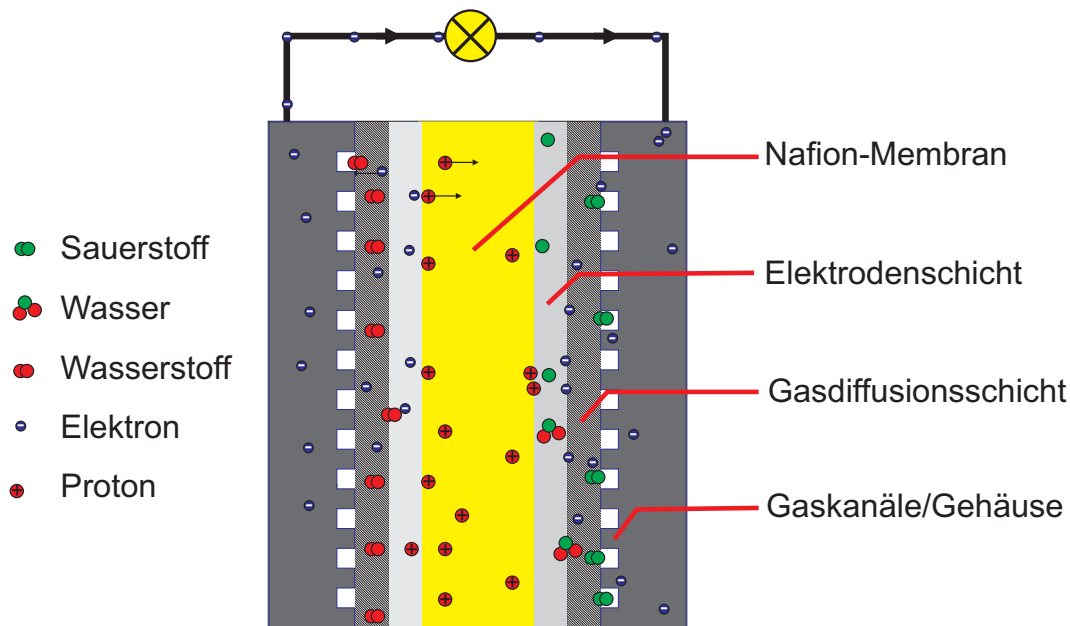 Sauerstoff
Wasser
Wasserstoff
Elektron
Proton
Nafion-Membran
Elektrodenschicht
Gasdiffusionsschicht
Gaskanäle/Gehäuse